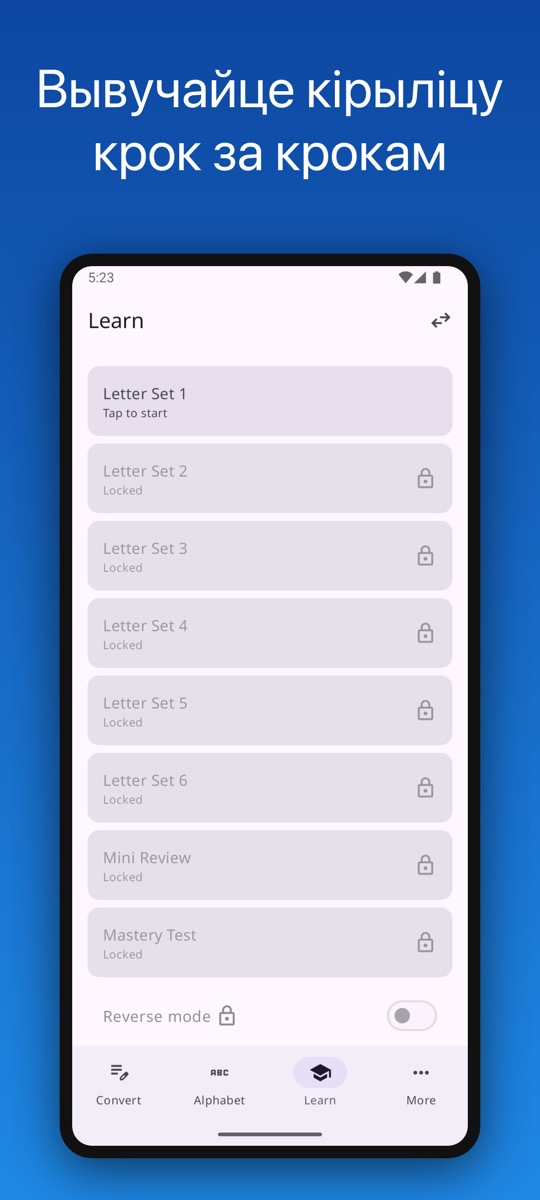 Вывучайце кірыліцу
крок за крокам
5:23
Learn
Letter Set 1
Tap to start
Letter Set 2
Locked
Letter Set 3
Locked
Letter Set 4
Locked
Letter Set 5
Locked
Letter Set 6
Locked
Mini Review
Locked
Mastery Test
Locked
Reverse mode
ABC
Convert Alphabet Learn More